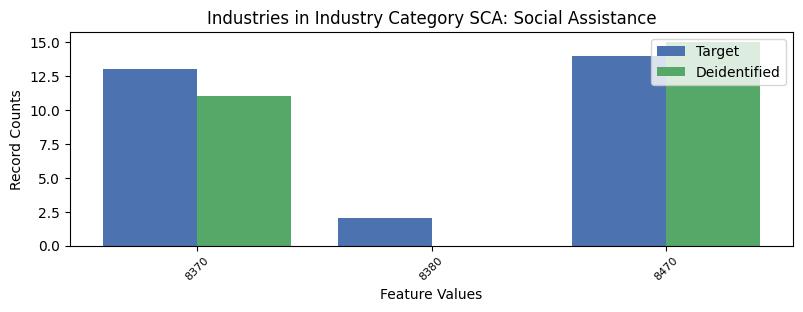 Industries in Industry Category SCA: Social Assistance
Target
Deidentified
Record Counts
15.0
12.5
10.0
7.5
5.0
2.5
0.0
8370
8380
8470
Feature Values